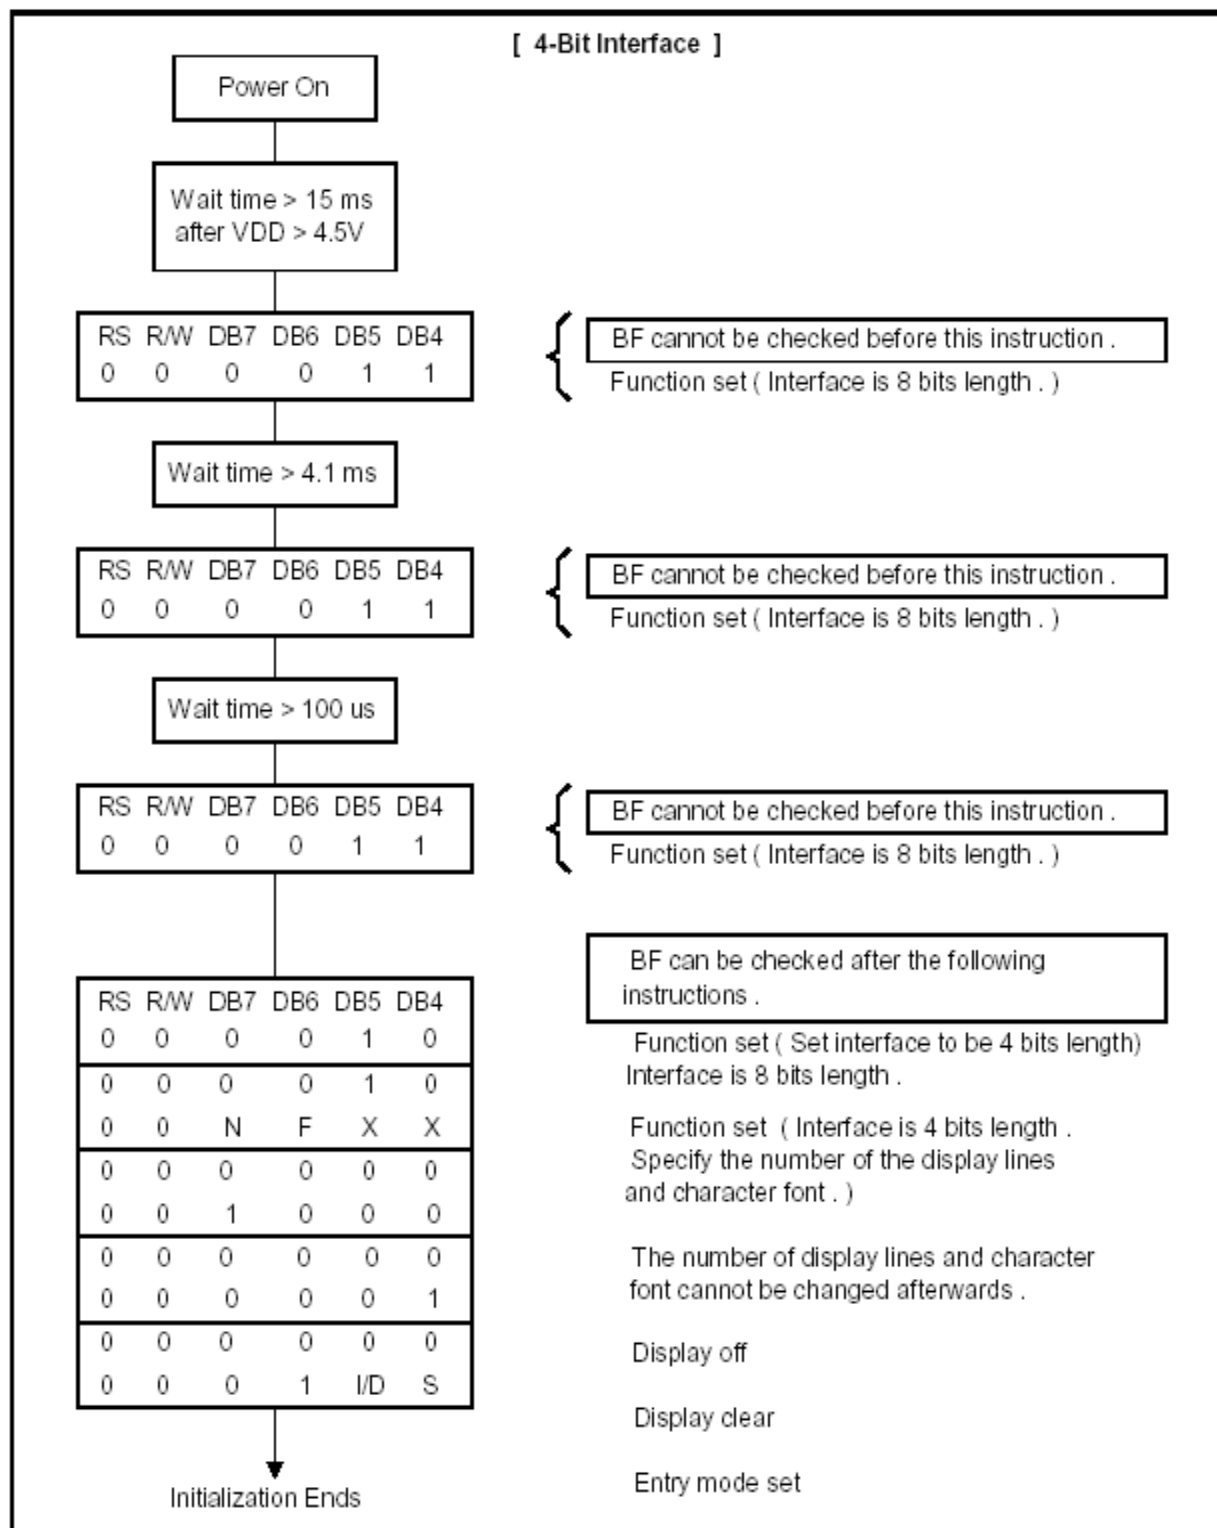 [ 4-Bit Interface ]
Power On
Wait time > 15 ms
after VDD > 4.5V
RS R/W DB7 DB6 DB5 DB4
0 0 0 0 1 1
BF cannot be checked before this instruction .
Function set ( Interface is 8 bits length . )
Wait time > 4.1 ms
RS R/W DB7 DB6 DB5 DB4
0 0 0 0 1 1
BF cannot be checked before this instruction .
Function set ( Interface is 8 bits length . )
Wait time > 100 us
RS R/W DB7 DB6 DB5 DB4
0 0 0 0 1 1
BF cannot be checked before this instruction .
Function set ( Interface is 8 bits length . )
RS R/W DB7 DB6 DB5 DB4
0 0 0 0 1 0
0 0 0 0 1 0
0 0 N F X X
0 0 0 0 0 0
0 0 1 0 0 0
0 0 0 0 0 0
0 0 0 0 0 1
0 0 0 0 0 0
0 0 0 1 I/D S
BF can be checked after the following
instructions .
Function set ( Set interface to be 4 bits length)
Interface is 8 bits length .
Function set ( Interface is 4 bits length .
Specify the number of the display lines
and character font . )
The number of display lines and character
font cannot be changed afterwards .
Display off
Display clear
Entry mode set
Initialization Ends